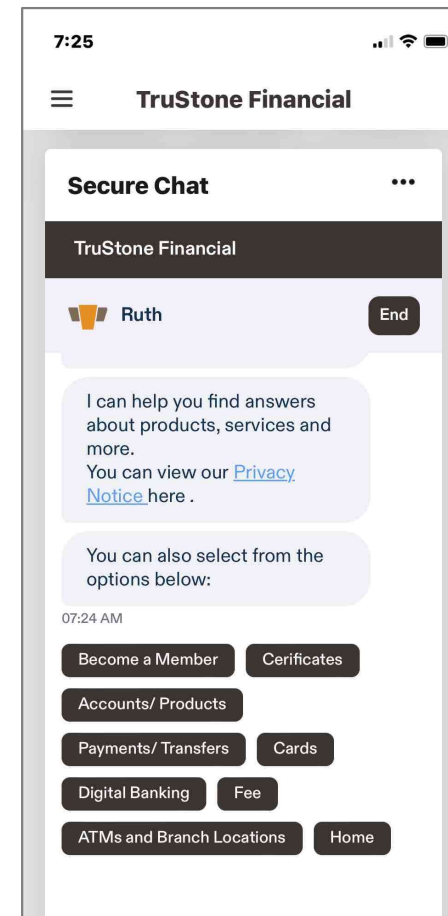 7:25
TruStone Financial
Secure Chat
TruStone Financial
Ruth
End
I can help you find answers
about products, services and
more.
You can view our Privacy
Notice here .
You can also select from the
options below:
07:24 AM
Become a Member Cerificates
Accounts/ Products
Payments/ Transfers Cards
Digital Banking Fee
ATMs and Branch Locations Home